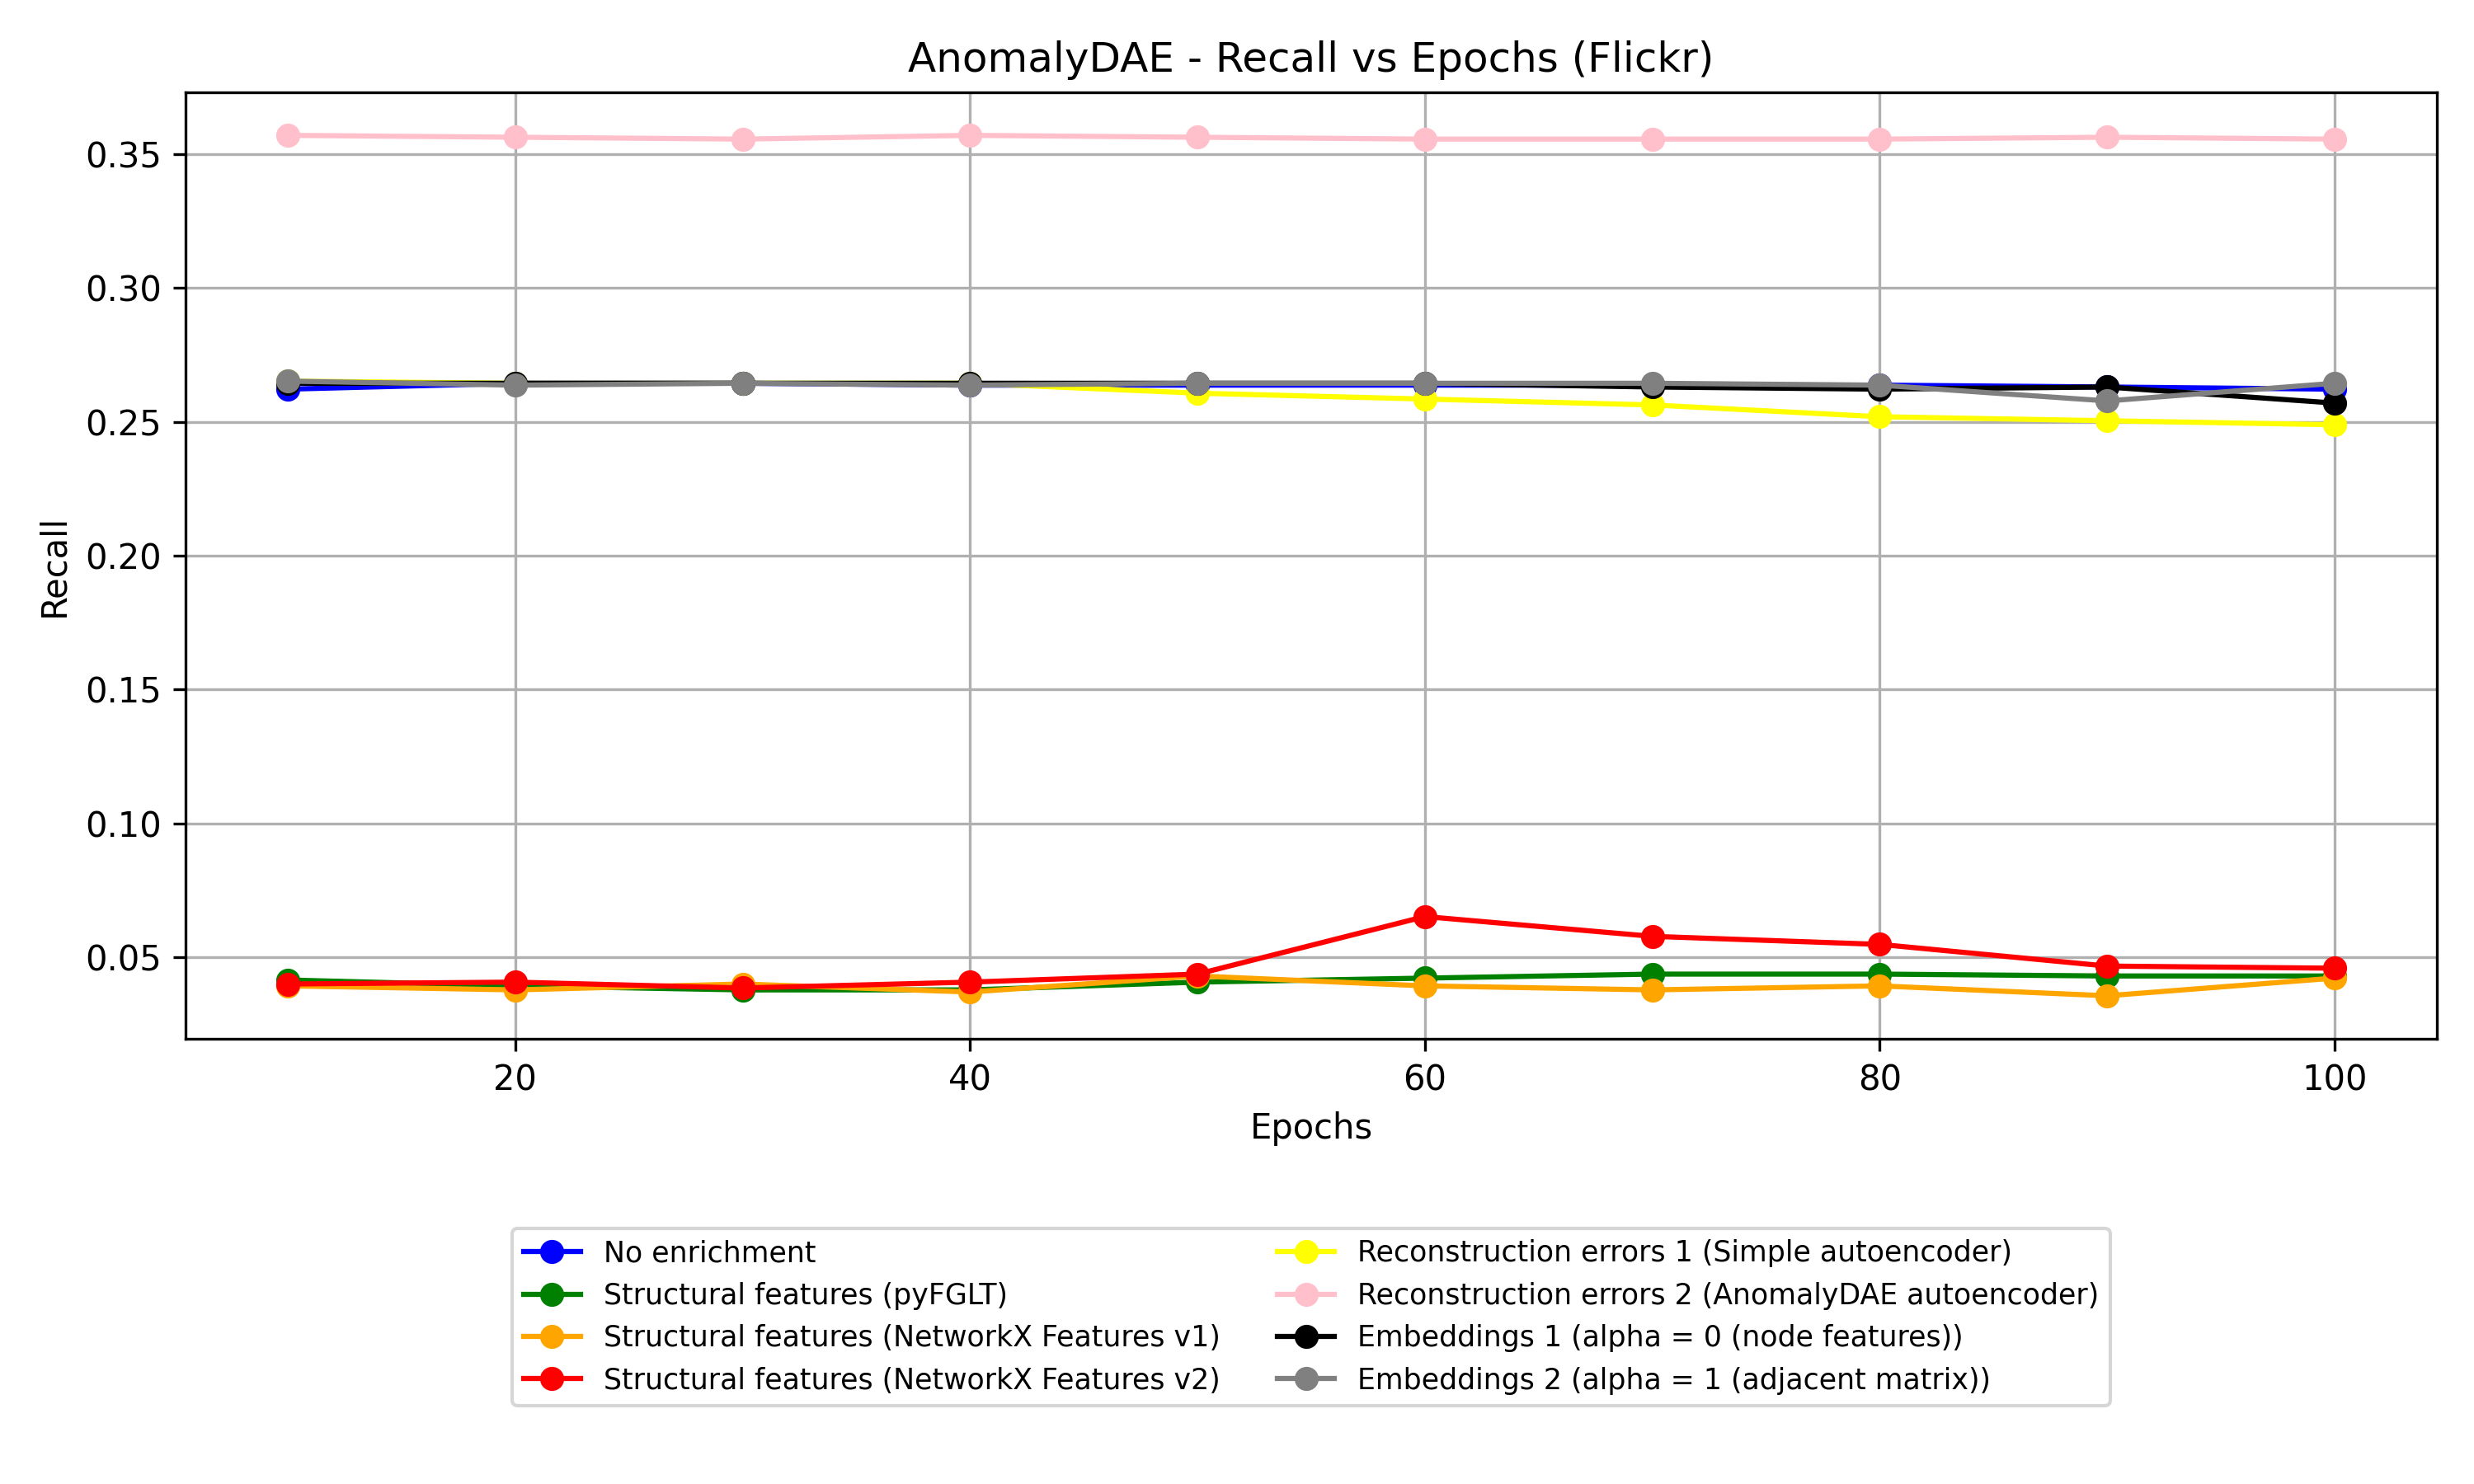 AnomalyDAE - Recall vs Epochs (Flickr)
0.35
0.30
0.25
0.20
0.15
0.10
0.05
Recall
20
40
60
80
100
Epochs
No enrichment
Structural features (pyFGLT)
Structural features (NetworkX Features v1)
Structural features (NetworkX Features v2)
Reconstruction errors 1 (Simple autoencoder)
Reconstruction errors 2 (AnomalyDAE autoencoder)
Embeddings 1 (alpha = 0 (node features))
Embeddings 2 (alpha = 1 (adjacent matrix))